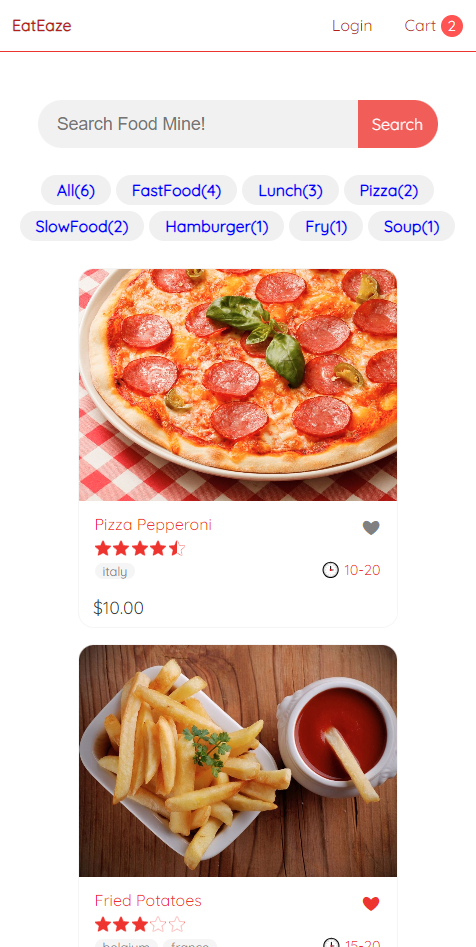 EatEaze Login Cart 2
Search Food Mine! Search
All(6) FastFood(4) Lunch(3) Pizza(2)
SlowFood(2) Hamburger(1) Fry(1) Soup(1)
Pizza Pepperoni
italy 10-20
$10.00
Fried Potatoes
belgium france 15-20